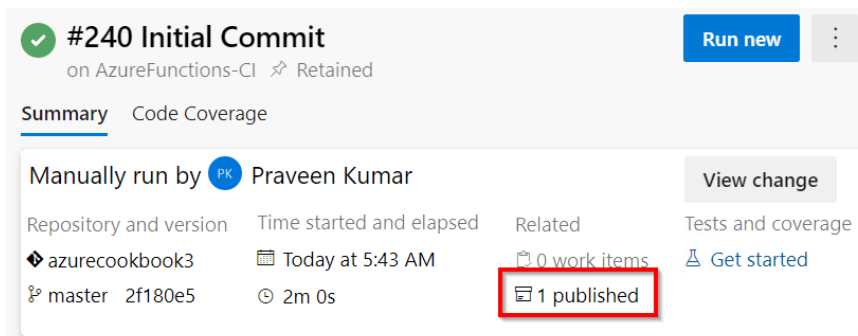 #240 Initial Commit
Run new
on AzureFunctions-CI Retained
Summary Code Coverage
Manually run by PK Praveen Kumar
View change
Repository and version Time started and elapsed Related Tests and coverage
azurecookbook3 Today at 5:43 AM 0 work items Get started
master 2f180e5 2m 0s 1 published